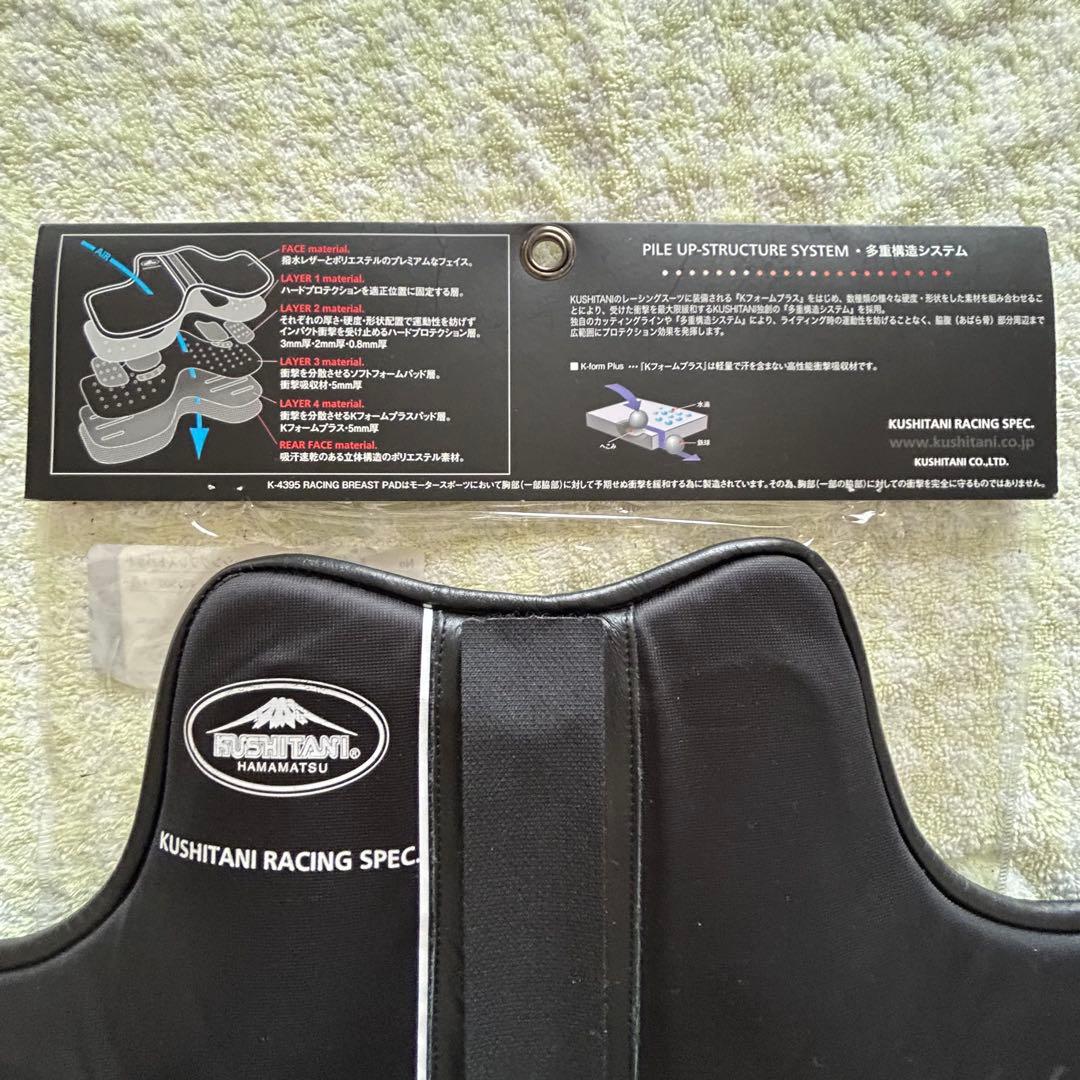 AIR
FACE material.
撥水レザーとポリエステルのプレミアムなフェイス。
LAYER 1 material.
ハードプロテクションを適正位置に固定する層。
LAYER 2 material.
それぞれの厚さ・硬度・形状配置で運動性を妨げず
インパクト衝撃を受け止めるハードプロテクション層。
3mm厚・2mm厚・0.8mm厚
LAYER 3 material.
衝撃を分散させるソフトフォームパッド層。
衝撃吸収材・5mm厚
LAYER 4 material.
衝撃を分散させるKフォームプラスパッド層。
Kフォームプラス・5mm厚
REAR FACE material.
吸汗速乾のある立体構造のポリエステル素材。
PILE UP-STRUCTURE SYSTEM・多重構造システム
KUSHITANIのレーシングスーツに装備される『Kフォームプラス』をはじめ、数種類の様々な硬度・形状をした素材を組み合わせるこ
とにより、受けた衝撃を最大限緩和するKUSHITANI独創の『多重構造システム』を採用。
独自のカッティングラインや『多重構造システム』により、ライディング時の運動性を妨げることなく、脇腹（あばら骨）部分周辺まで
広範囲にプロテクション効果を発揮します。
■ K-form Plus ･･･「Kフォームプラス」は軽量で汗を含まない高性能衝撃吸収材です。
水滴
へこみ
鉄球
KUSHITANI RACING SPEC.
www.kushitani.co.jp
KUSHITANI CO.,LTD.
K-4395 RACING BREAST PADはモータースポーツにおいて胸部（一部脇部）に対して予期せぬ衝撃を緩和する為に製造されています。その為、胸部（一部の脇部）に対しての衝撃を完全に守るものではありません。
KUSHITANI®
HAMAMATSU
KUSHITANI RACING SPEC.